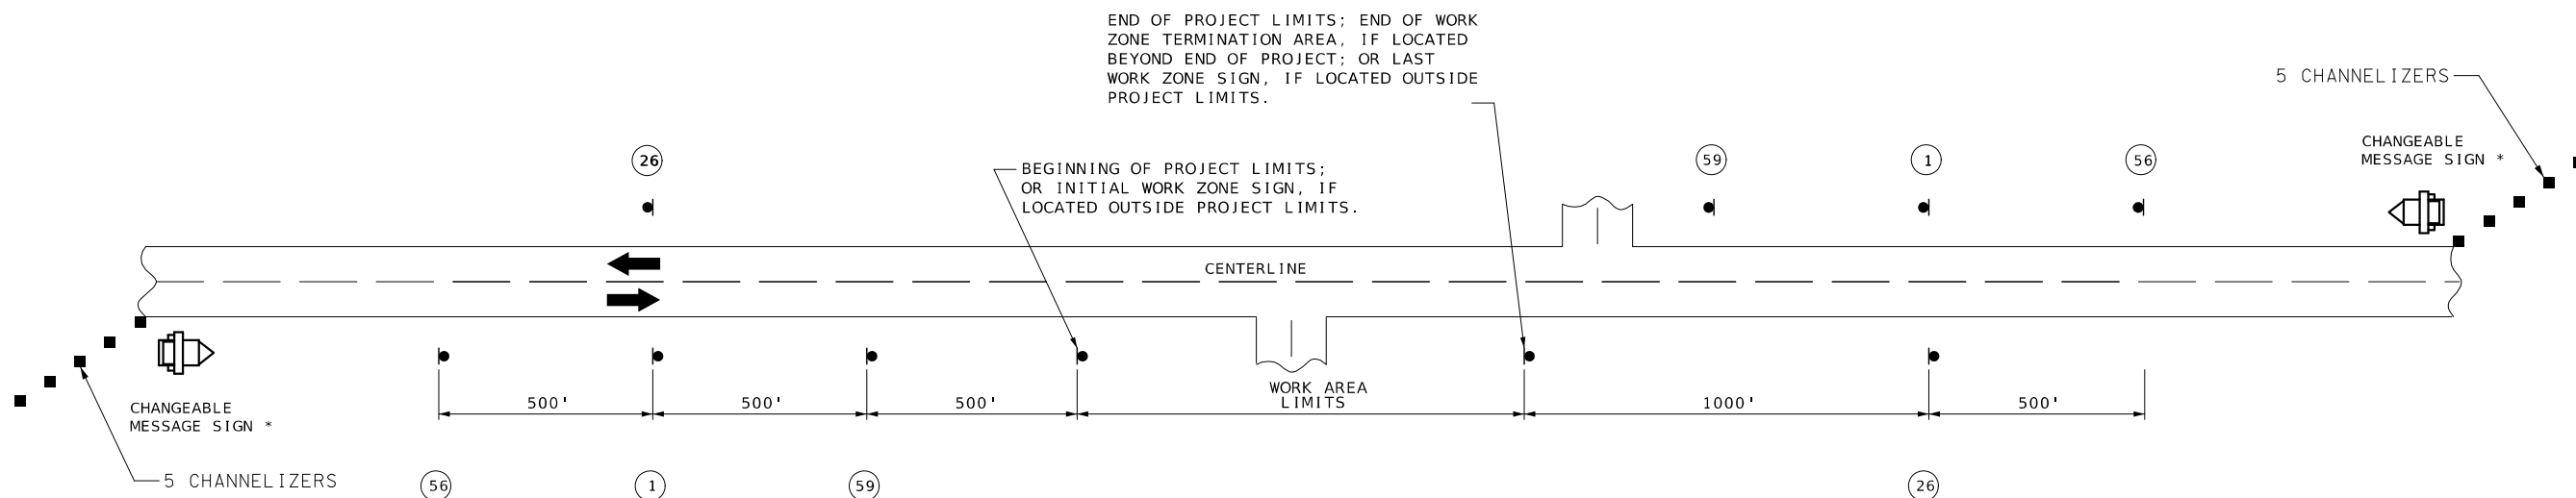 END OF PROJECT LIMITS; END OF WORK
ZONE TERMINATION AREA, IF LOCATED
BEYOND END OF PROJECT; OR LAST
WORK ZONE SIGN, IF LOCATED OUTSIDE
PROJECT LIMITS.
5 CHANNELIZERS
CHANGEABLE
MESSAGE SIGN *
26
BEGINNING OF PROJECT LIMITS;
OR INITIAL WORK ZONE SIGN, IF
LOCATED OUTSIDE PROJECT LIMITS.
59
1
56
CENTERLINE
WORK AREA
LIMITS
500'
500'
500'
1000'
500'
CHANGEABLE
MESSAGE SIGN *
5 CHANNELIZERS
56
1
59
26